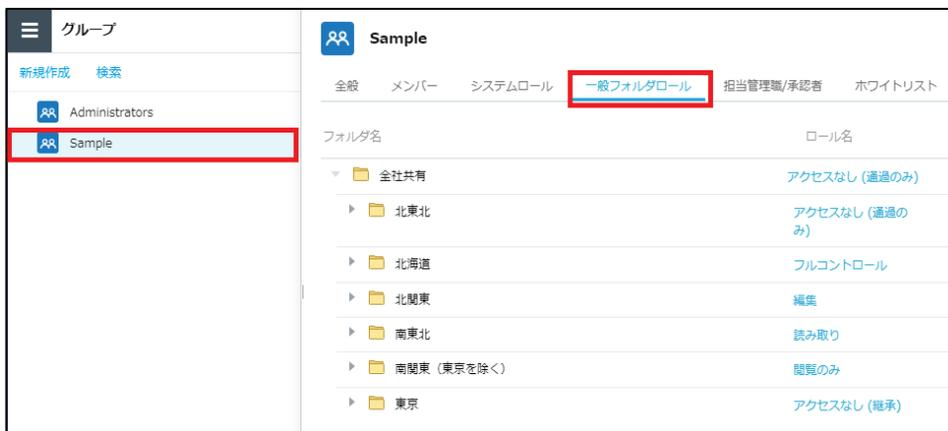 グループ
新規作成 検索
Administrators
Sample
Sample
全般 メンバー システムロール 一般フォルダロール 担当管理職/承認者 ホワイトリスト
フォルダ名 ロール名
全社共有 アクセスなし (通過のみ)
北東北 アクセスなし (通過の
み)
北海道 フルコントロール
北関東 編集
南東北 読み取り
南関東（東京を除く） 閲覧のみ
東京 アクセスなし (継承)